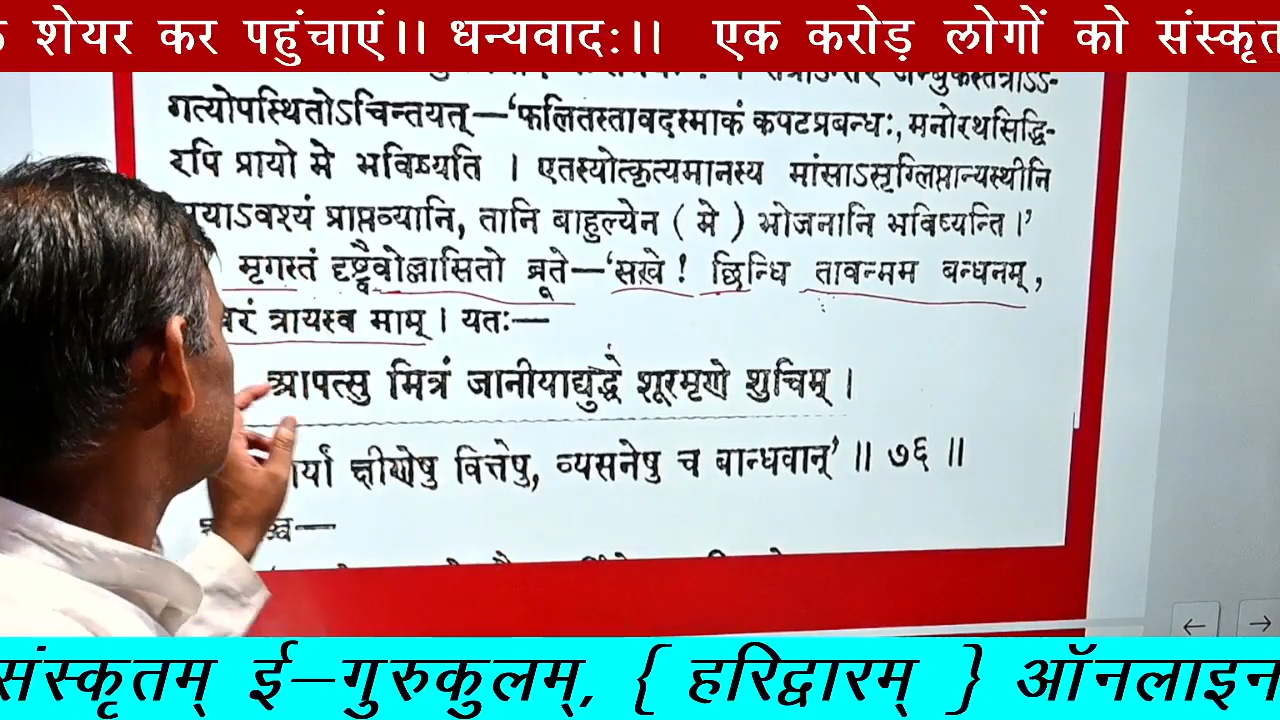 शेयर कर पहुंचाएं।। धन्यवादः।। एक करोड़ लोगों को संस्कृत
गत्योपस्थितोऽचिन्तयत्—'फलितस्तावदस्माकं कपटप्रबन्धः, मनोरथसिद्धि-
रपि प्रायो मे भविष्यति । एतस्योत्कृत्यमानस्य मांसाऽसृग्लिप्तान्यस्थीनि
याऽवश्यं प्राप्तव्यानि, तानि बाहुल्येन ( मे ) भोजनानि भविष्यन्ति ।'
मृगस्तं दृष्ट्वैवोल्लासितो ब्रूते—'सखे ! छिन्धि तावन्मम बन्धनम्,
त्रायस्व माम् । यतः—
आपत्सु मित्रं जानीयाद्युद्धे शूरमृणे शुचिम् ।
र्यां क्षीणेषु वित्तेषु, व्यसनेषु च बान्धवान्' ॥ ७६ ॥
संस्कृतम् ई-गुरुकुलम्, { हरिद्वारम् } ऑनलाइन